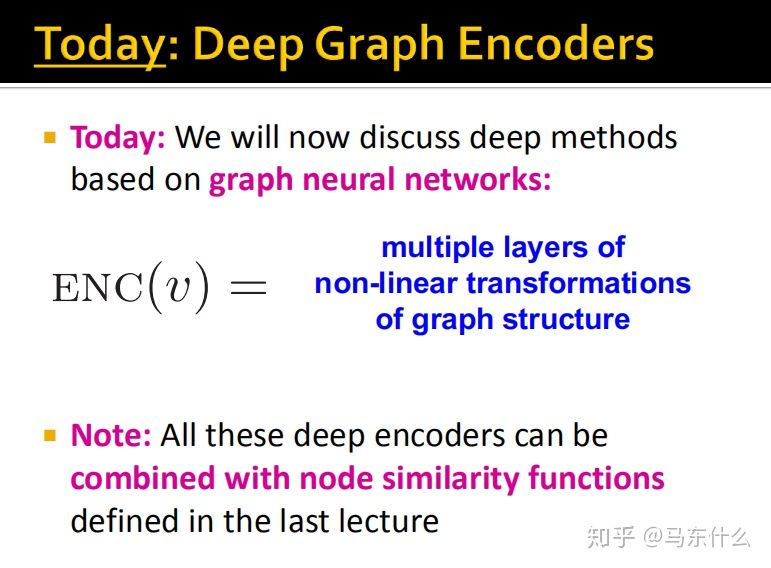 Today: Deep Graph Encoders
Today: We will now discuss deep methods
based on graph neural networks:
ENC(v) =
multiple layers of
non-linear transformations
of graph structure
Note: All these deep encoders can be
combined with node similarity functions
defined in the last lecture
知乎 @马东什么